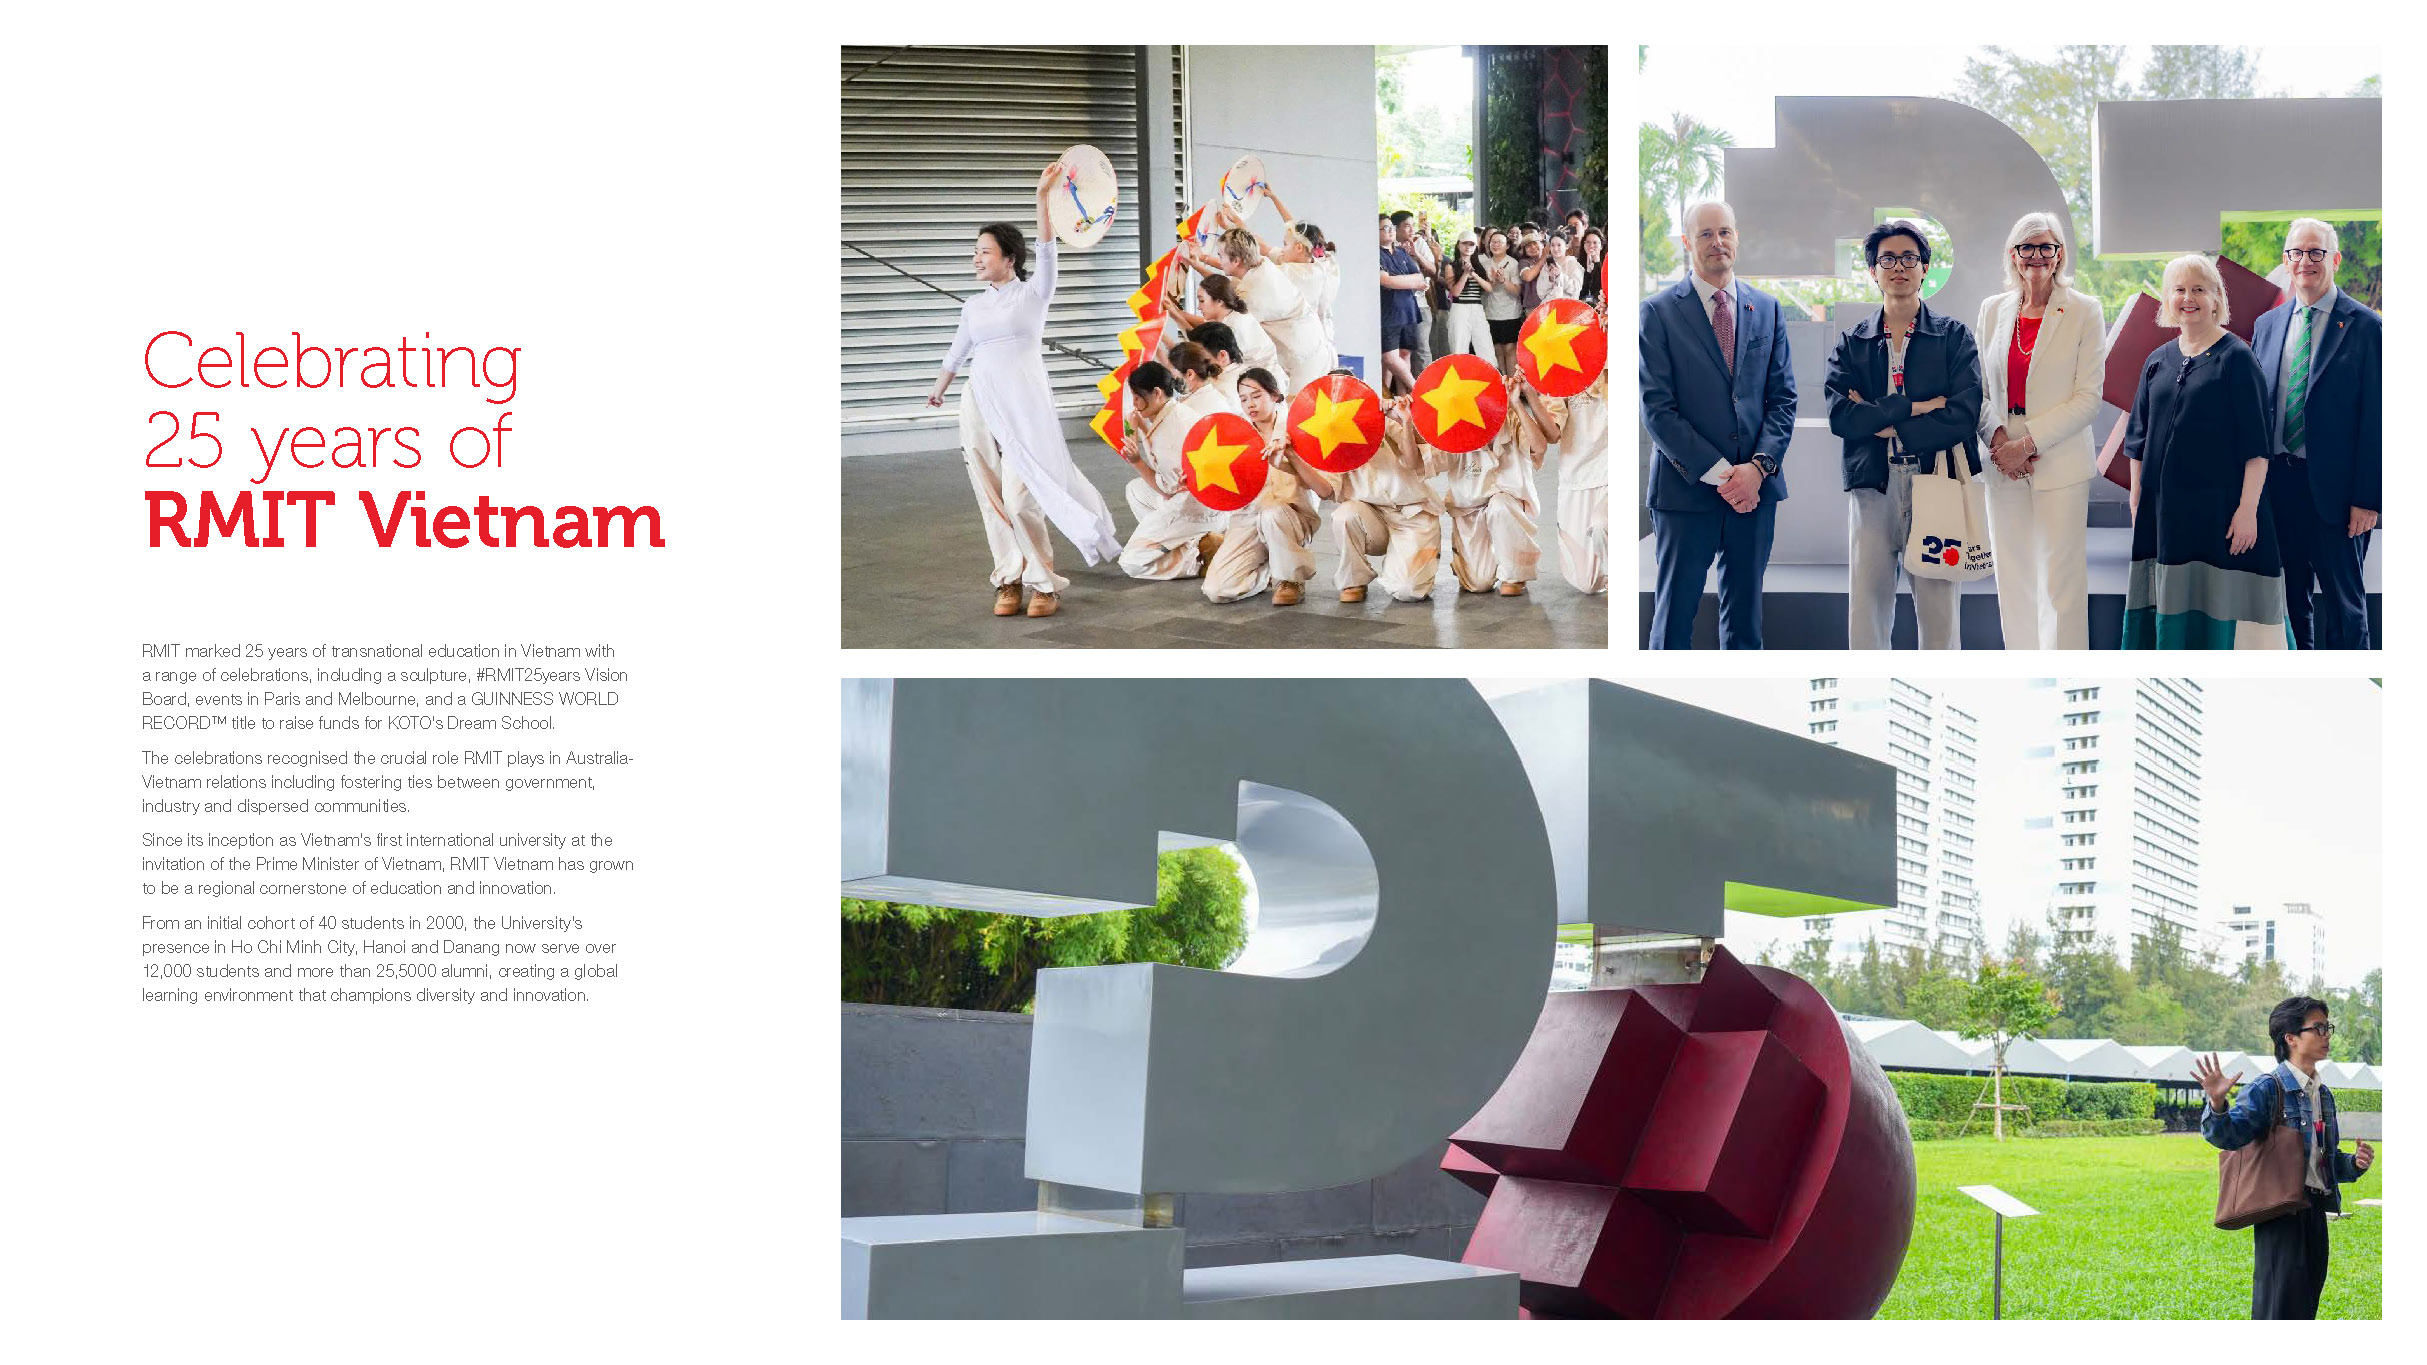 Celebrating
25 years of
RMIT Vietnam
RMIT marked 25 years of transnational education in Vietnam with
a range of celebrations, including a sculpture, #RMIT25years Vision
Board, events in Paris and Melbourne, and a GUINNESS WORLD
RECORD™ title to raise funds for KOTO's Dream School.
The celebrations recognised the crucial role RMIT plays in Australia-
Vietnam relations including fostering ties between government,
industry and dispersed communities.
Since its inception as Vietnam's first international university at the
invitation of the Prime Minister of Vietnam, RMIT Vietnam has grown
to be a regional cornerstone of education and innovation.
From an initial cohort of 40 students in 2000, the University's
presence in Ho Chi Minh City, Hanoi and Danang now serve over
12,000 students and more than 25,5000 alumni, creating a global
learning environment that champions diversity and innovation.
25